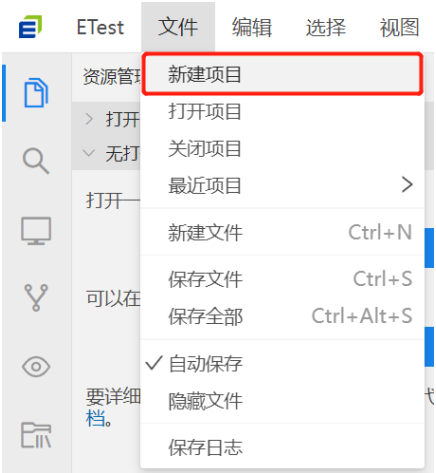 ETest 文件 编辑 选择 视图
资源管
新建项目
打开
打开项目
无打
关闭项目
最近项目
打开一
新建文件 Ctrl+N
保存文件 Ctrl+S
可以在
保存全部 Ctrl+Alt+S
自动保存
要详细
隐藏文件
档。
保存日志